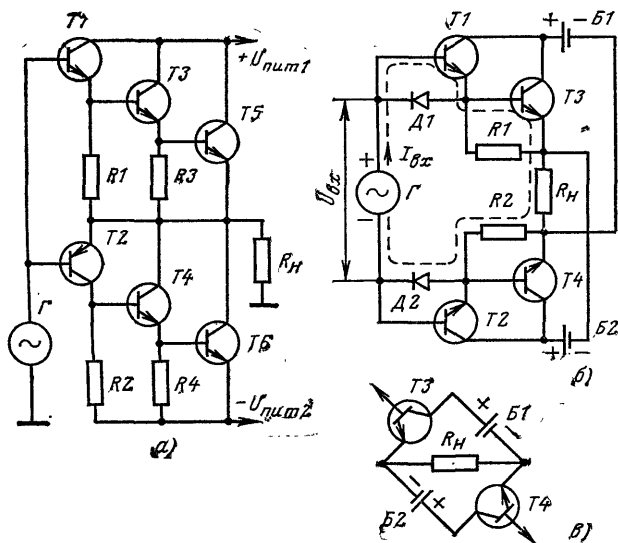 T1
+Uпит1
T3
T5
R1
R3
T2
T4
Rн
Г
T6
R2
R4
-Uпит2
а)
T1
+ - Б1
T3
Д1
R1
+
Iвх
Uвх
Г
R2
Rн
-
Д2
T4
T2
Б2
+ -
б)
T3
+ Б1
-
Rн
-
Б2 +
T4
в)